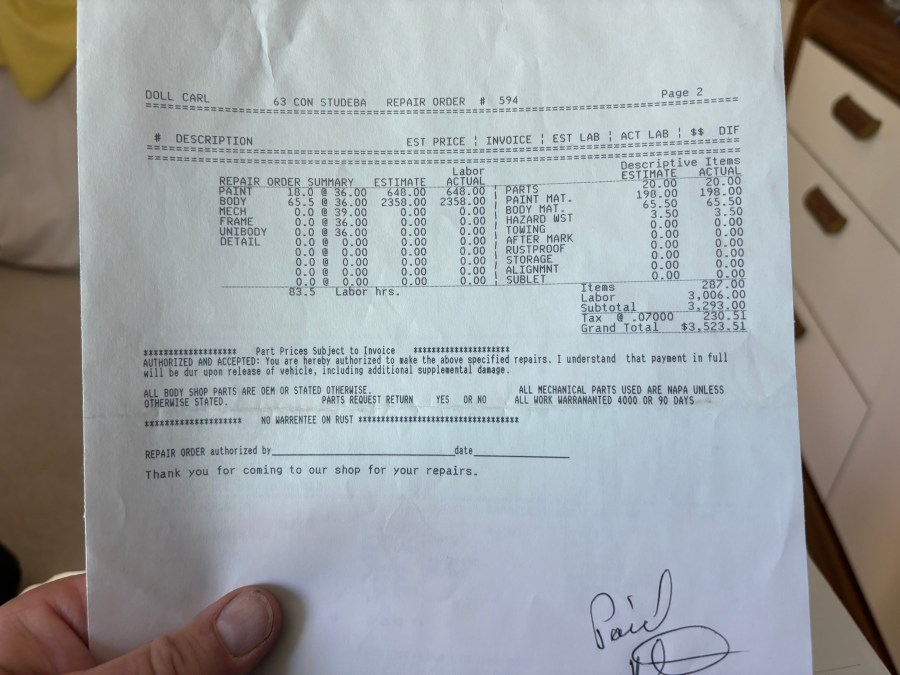 DOLL CARL 63 CON STUDEBA REPAIR ORDER # 594 Page 2
# DESCRIPTION EST PRICE ¦ INVOICE ¦ EST LAB ¦ ACT LAB ¦ $$ DIF
Labor Descriptive Items
REPAIR ORDER SUMMARY ESTIMATE ACTUAL ESTIMATE ACTUAL
PAINT 18.0 @ 36.00 648.00 648.00 ¦ PARTS 20.00 20.00
BODY 65.5 @ 36.00 2358.00 2358.00 ¦ PAINT MAT. 198.00 198.00
MECH 0.0 @ 39.00 0.00 0.00 ¦ BODY MAT. 65.50 65.50
FRAME 0.0 @ 36.00 0.00 0.00 ¦ HAZARD WST 3.50 3.50
UNIBODY 0.0 @ 36.00 0.00 0.00 ¦ TOWING 0.00 0.00
DETAIL 0.0 @ 0.00 0.00 0.00 ¦ AFTER MARK 0.00 0.00
0.0 @ 0.00 0.00 0.00 ¦ RUSTPROOF 0.00 0.00
0.0 @ 0.00 0.00 0.00 ¦ STORAGE 0.00 0.00
0.0 @ 0.00 0.00 0.00 ¦ ALIGNMNT 0.00 0.00
0.0 @ 0.00 0.00 0.00 ¦ SUBLET 0.00 0.00
83.5 Labor hrs. Items 287.00
Labor 3,006.00
Subtotal 3,293.00
Tax @ .07000 230.51
Grand Total $3,523.51
******************* Part Prices Subject to Invoice *******************
AUTHORIZED AND ACCEPTED: You are hereby authorized to make the above specified repairs. I understand that payment in full
will be dur upon release of vehicle, including additional supplemental damage.
ALL BODY SHOP PARTS ARE OEM OR STATED OTHERWISE. ALL MECHANICAL PARTS USED ARE NAPA UNLESS
OTHERWISE STATED. PARTS REQUEST RETURN YES OR NO ALL WORK WARRANANTED 4000 OR 90 DAYS
******************** NO WARRENTEE ON RUST *********************************
REPAIR ORDER authorized by____________________date____________
Thank you for coming to our shop for your repairs.
Paid